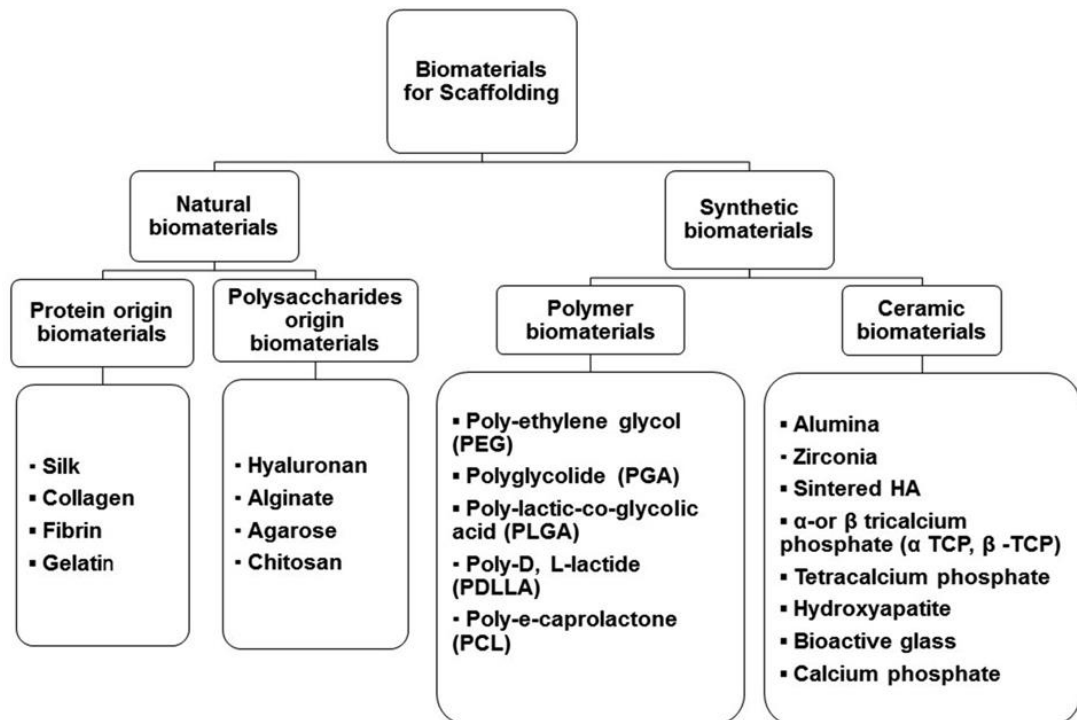 Biomaterials
for Scaffolding
Natural
biomaterials
Synthetic
biomaterials
Protein origin
biomaterials
Polysaccharides
origin
biomaterials
Polymer
biomaterials
Ceramic
biomaterials
▪ Silk
▪ Collagen
▪ Fibrin
▪ Gelatin
▪ Hyaluronan
▪ Alginate
▪ Agarose
▪ Chitosan
▪ Poly-ethylene glycol
(PEG)
▪ Polyglycolide (PGA)
▪ Poly-lactic-co-glycolic
acid (PLGA)
▪ Poly-D, L-lactide
(PDLLA)
▪ Poly-e-caprolactone
(PCL)
▪ Alumina
▪ Zirconia
▪ Sintered HA
▪ α-or β tricalcium
phosphate (α TCP, β -TCP)
▪ Tetracalcium phosphate
▪ Hydroxyapatite
▪ Bioactive glass
▪ Calcium phosphate